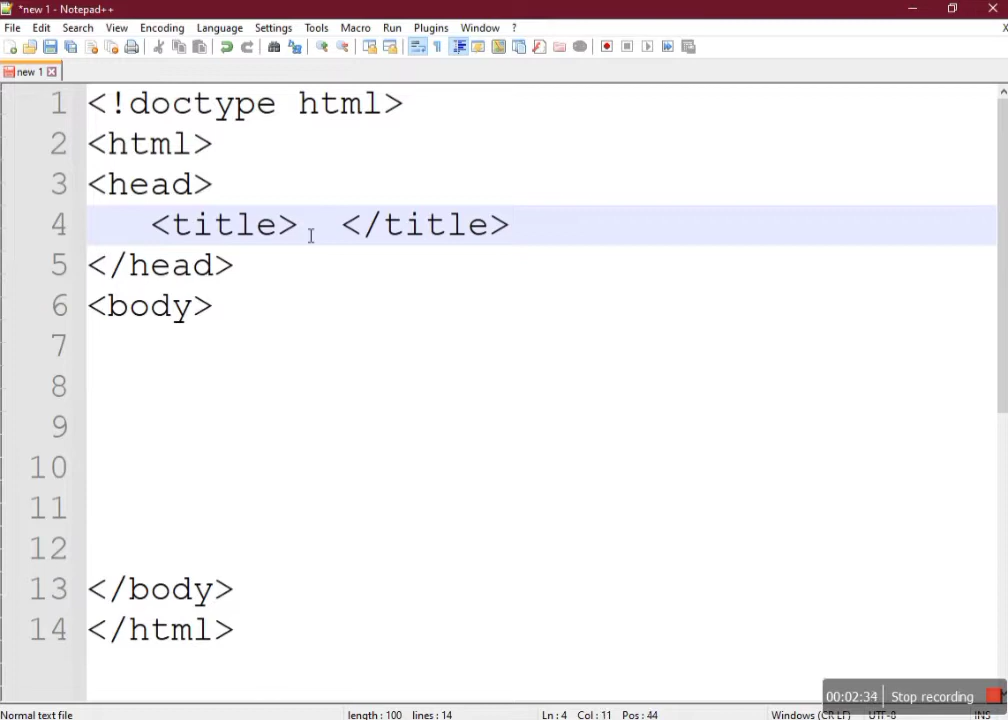 *new 1 - Notepad++
File Edit Search View Encoding Language Settings Tools Macro Run Plugins Window ? X
new 1
1 <!doctype html>
2 <html>
3 <head>
4    <title>  </title>
5 </head>
6 <body>
7
8
9
10
11
12
13 </body>
14 </html>
00:02:34 Stop recording
Normal text file length : 100 lines : 14 Ln : 4 Col : 11 Pos : 44 Windows (CR LF) UTF-8 INS